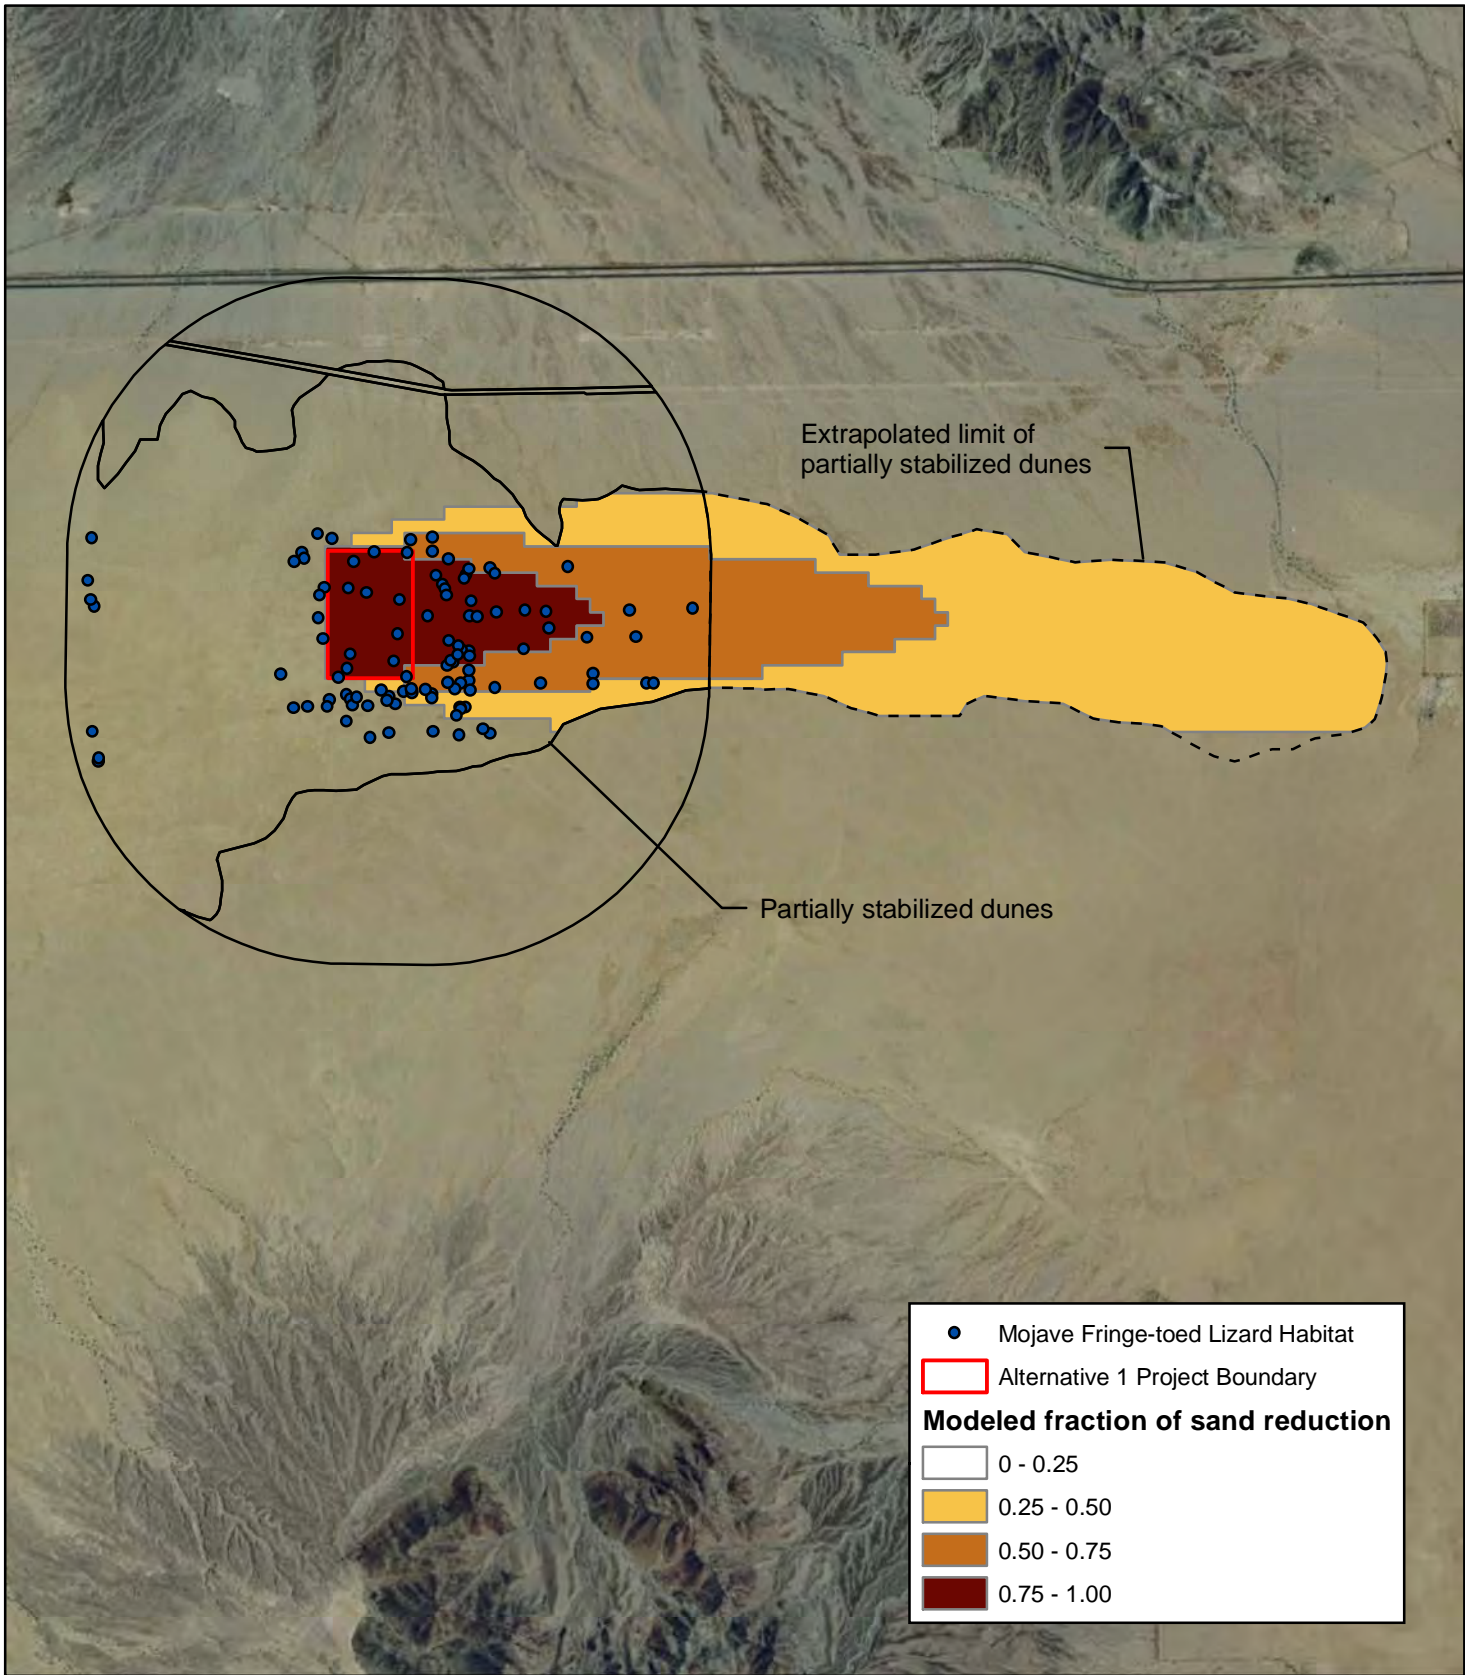 Extrapolated limit of
partially stabilized dunes
Partially stabilized dunes
Mojave Fringe-toed Lizard Habitat
Alternative 1 Project Boundary
Modeled fraction of sand reduction
0 - 0.25
0.25 - 0.50
0.50 - 0.75
0.75 - 1.00